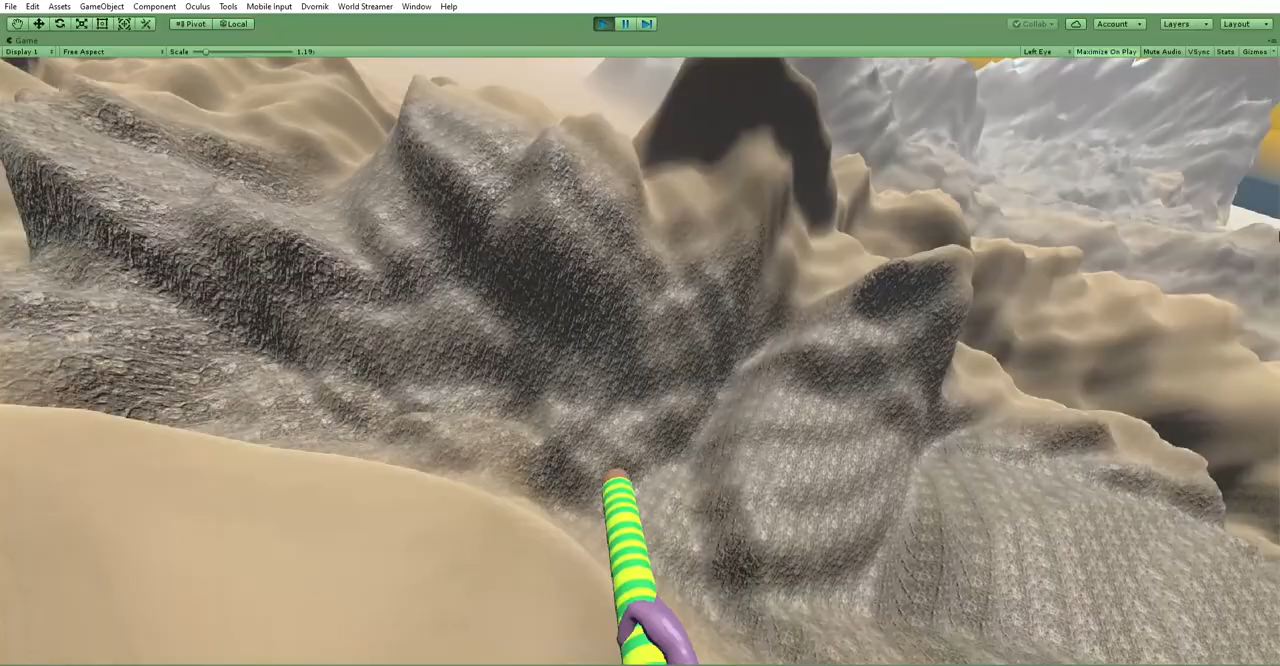 File Edit Assets GameObject Component Oculus Tools Mobile Input Dvornik World Streamer Window Help
Pivot Local Collab Account Layers Layout
Game
Display 1 Free Aspect Scale 1.19x Left Eye Maximize On Play Mute Audio VSync Stats Gizmos